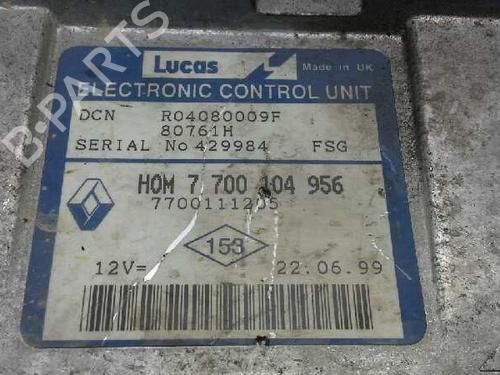 Lucas Made in UK
ELECTRONIC CONTROL UNIT
DCN R04080009F
80761H
SERIAL No 429984 FSG
HOM 7 700 104 956
7700111205
153
12V= 22.06.99
B-PARTS